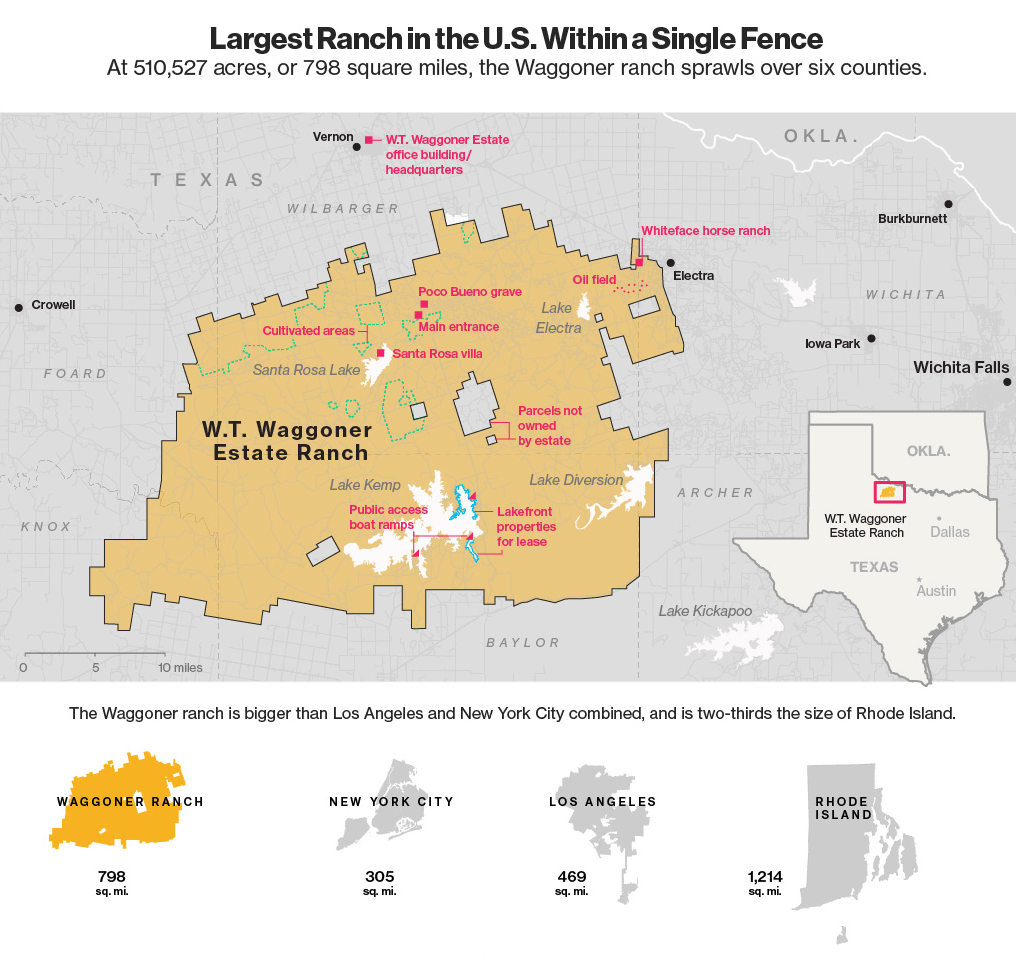 Largest Ranch in the U.S. Within a Single Fence
At 510,527 acres, or 798 square miles, the Waggoner ranch sprawls over six counties.
Vernon
W.T. Waggoner Estate
office building/
headquarters
OKLA.
TEXAS
WILBARGER
Burkburnett
Whiteface horse ranch
Electra
Oil field
Crowell
Poco Bueno grave
Lake
Electra
WICHITA
Main entrance
Cultivated areas
Iowa Park
Santa Rosa villa
Santa Rosa Lake
FOARD
Wichita Falls
Parcels not
owned
by estate
W.T. Waggoner
Estate Ranch
OKLA.
Lake Kemp
Lake Diversion
ARCHER
Public access
boat ramps
Lakefront
properties
for lease
KNOX
W.T. Waggoner
Estate Ranch
Dallas
TEXAS
Austin
Lake Kickapoo
BAYLOR
0 5 10 miles
The Waggoner ranch is bigger than Los Angeles and New York City combined, and is two-thirds the size of Rhode Island.
WAGGONER RANCH
798
sq. mi.
NEW YORK CITY
305
sq. mi.
LOS ANGELES
469
sq. mi.
RHODE
ISLAND
1,214
sq. mi.